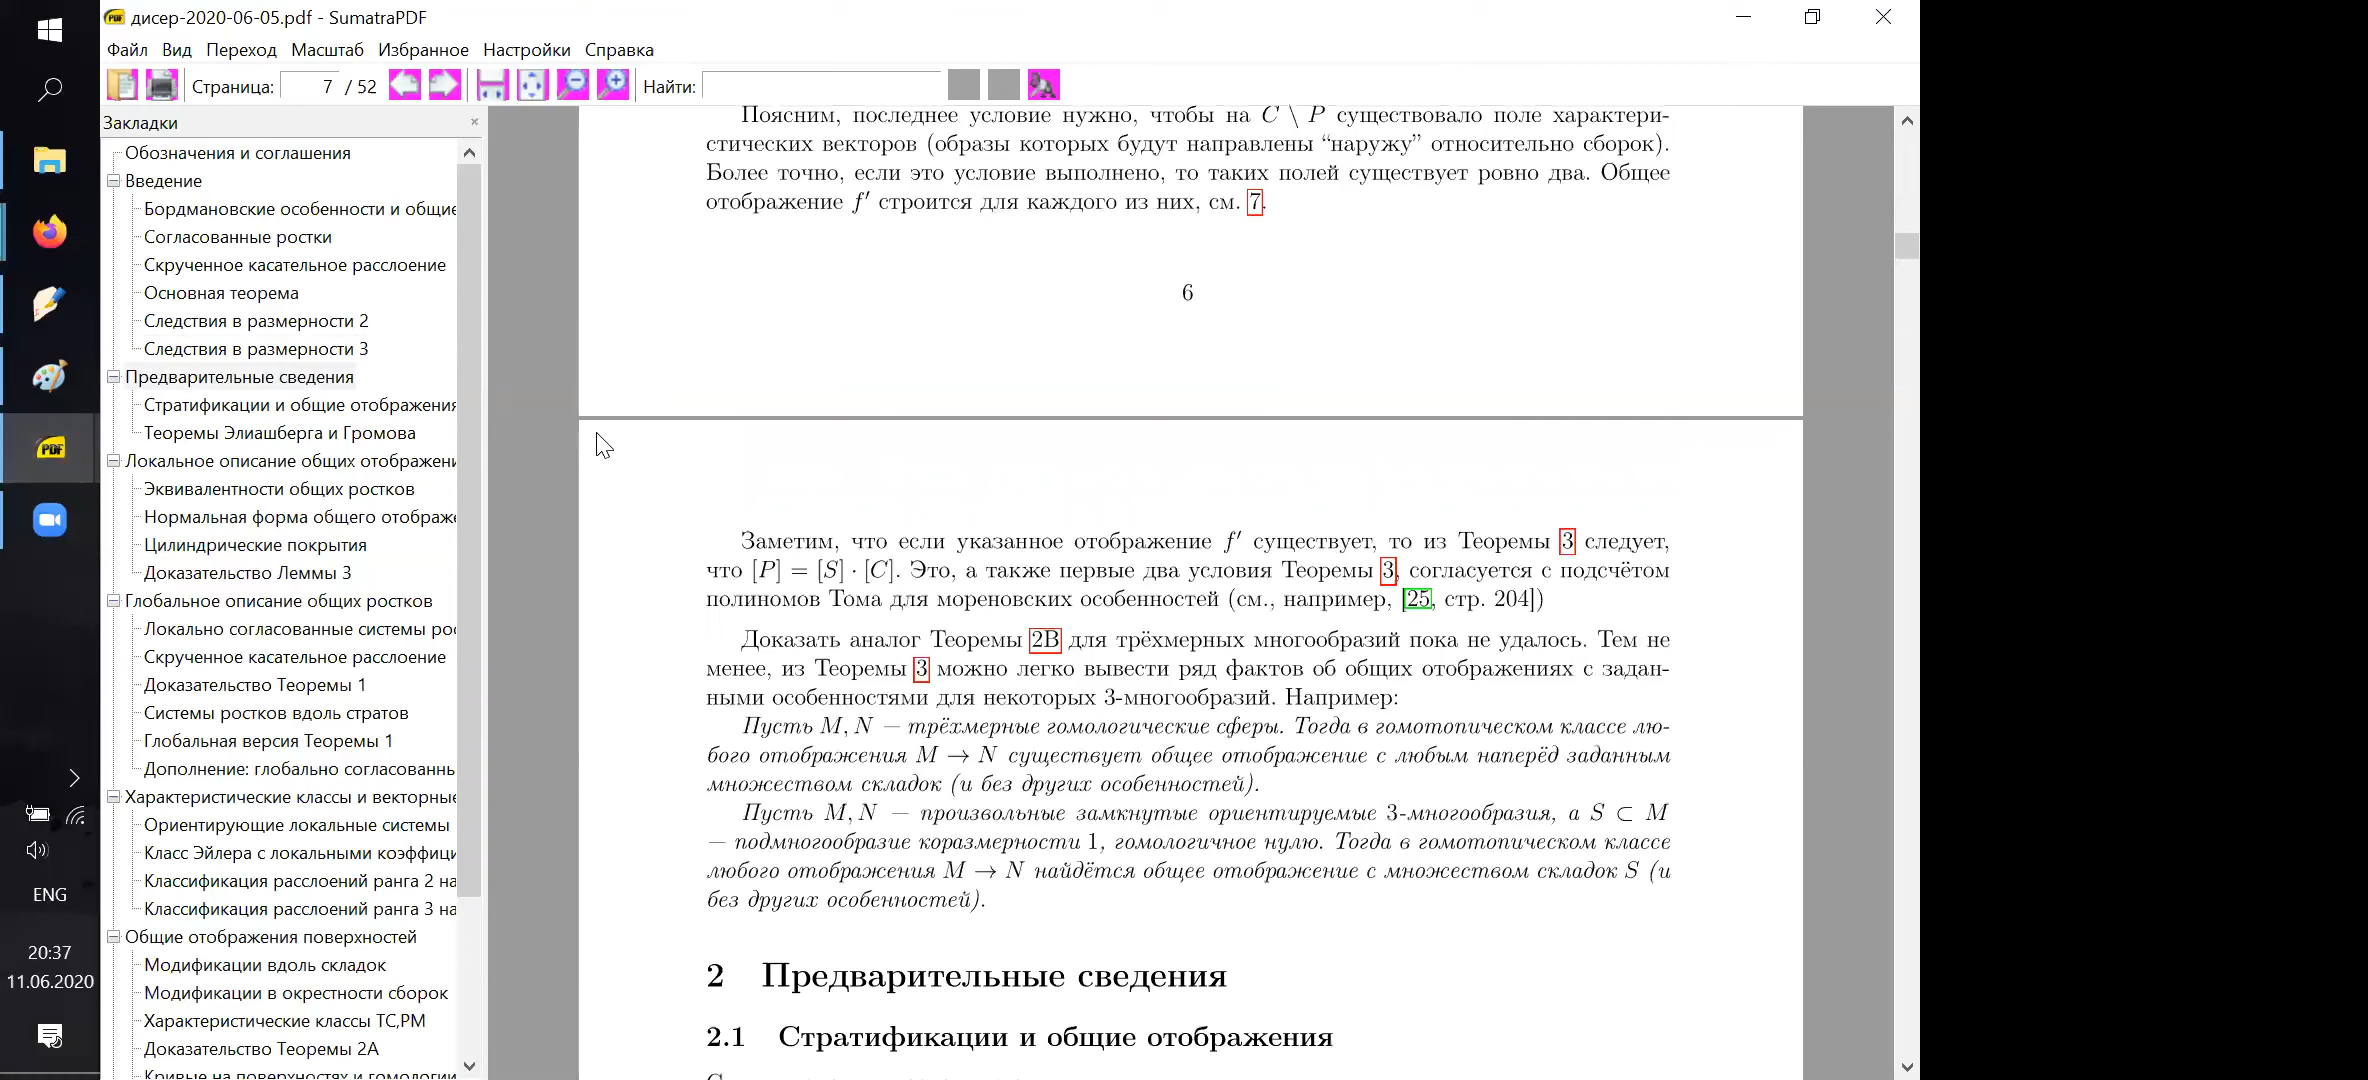 дисер-2020-06-05.pdf - SumatraPDF
Файл Вид Переход Масштаб Избранное Настройки Справка
Страница: 7 / 52 Найти:
Закладки
Обозначения и соглашения
Введение
Бордмановские особенности и общие
Согласованные ростки
Скрученное касательное расслоение
Основная теорема
Следствия в размерности 2
Следствия в размерности 3
Предварительные сведения
Стратификации и общие отображения
Теоремы Элиашберга и Громова
Локальное описание общих отображени
Эквивалентности общих ростков
Нормальная форма общего отображе
Цилиндрические покрытия
Доказательство Леммы 3
Глобальное описание общих ростков
Локально согласованные системы рос
Скрученное касательное расслоение
Доказательство Теоремы 1
Системы ростков вдоль стратов
Глобальная версия Теоремы 1
Дополнение: глобально согласованнь
Характеристические классы и векторные
Ориентирующие локальные системы
Класс Эйлера с локальными коэффици
Классификация расслоений ранга 2 на
Классификация расслоений ранга 3 на
Общие отображения поверхностей
Модификации вдоль складок
Модификации в окрестности сборок
Характеристические классы TC,PM
Доказательство Теоремы 2A
Кривые на поверхностях и гомологии
Поясним, последнее условие нужно, чтобы на C \ P существовало поле характери-
стических векторов (образы которых будут направлены “наружу” относительно сборок).
Более точно, если это условие выполнено, то таких полей существует ровно два. Общее
отображение f′ строится для каждого из них, см. 7.
6
Заметим, что если указанное отображение f′ существует, то из Теоремы 3 следует,
что [P] = [S] · [C]. Это, а также первые два условия Теоремы 3, согласуется с подсчётом
полиномов Тома для мореновских особенностей (см., например, [25, стр. 204])
Доказать аналог Теоремы 2B для трёхмерных многообразий пока не удалось. Тем не
менее, из Теоремы 3 можно легко вывести ряд фактов об общих отображениях с задан-
ными особенностями для некоторых 3-многообразий. Например:
Пусть M, N — трёхмерные гомологические сферы. Тогда в гомотопическом классе лю-
бого отображения M → N существует общее отображение с любым наперёд заданным
множеством складок (и без других особенностей).
Пусть M, N — произвольные замкнутые ориентируемые 3-многообразия, а S ⊂ M
— подмногообразие коразмерности 1, гомологичное нулю. Тогда в гомотопическом классе
любого отображения M → N найдётся общее отображение с множеством складок S (и
без других особенностей).
2 Предварительные сведения
2.1 Стратификации и общие отображения
ENG
20:37
11.06.2020